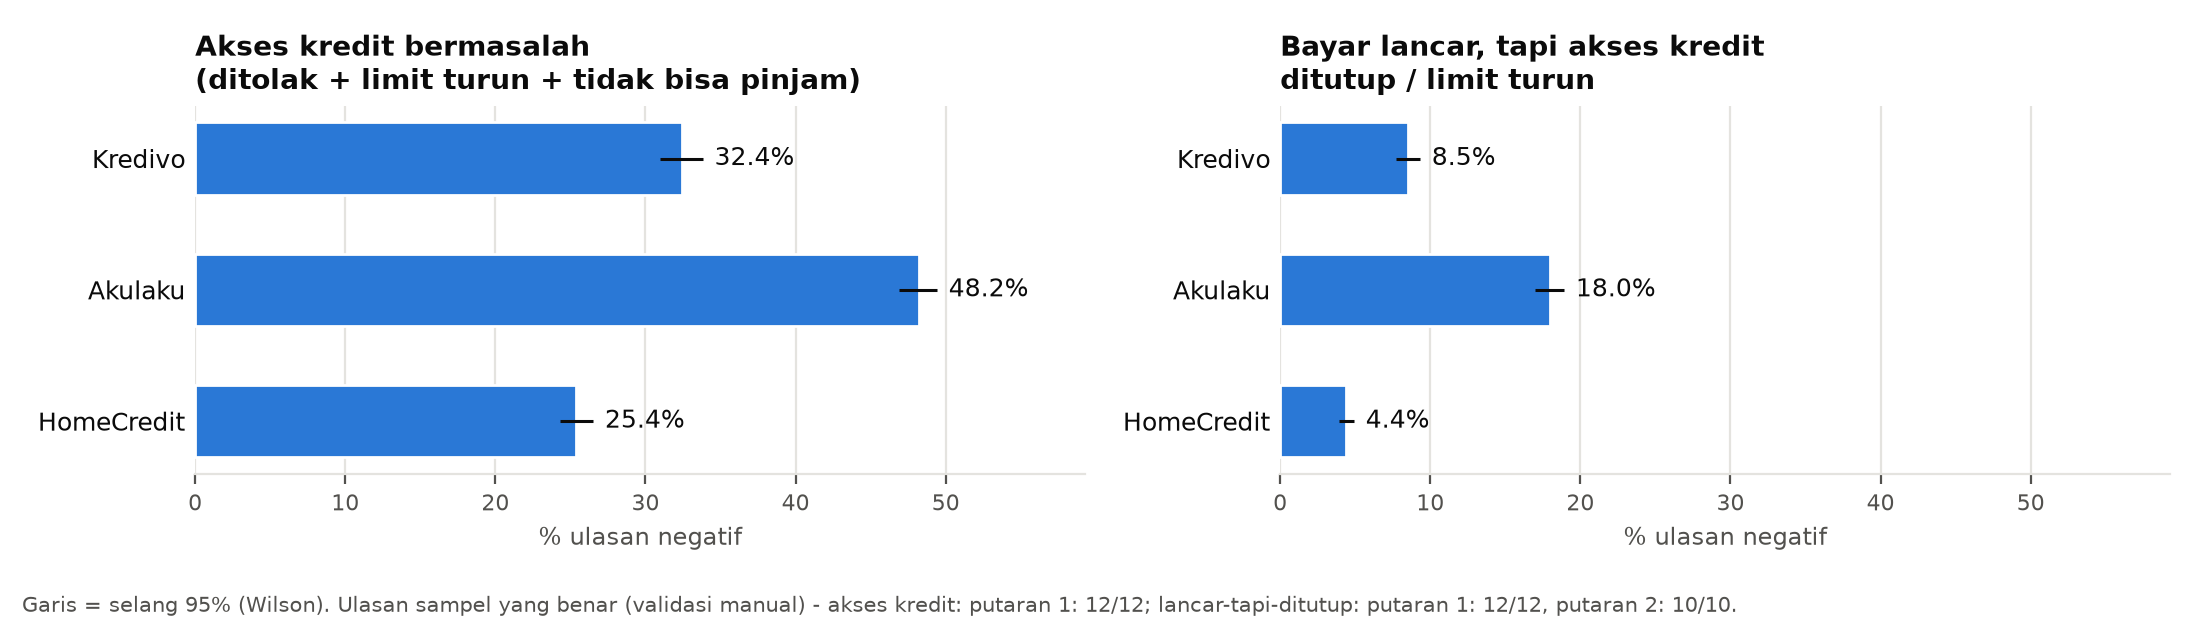 Akses kredit bermasalah
(ditolak + limit turun + tidak bisa pinjam)
Kredivo
32.4%
Akulaku
48.2%
HomeCredit
25.4%
0 10 20 30 40 50
% ulasan negatif
Bayar lancar, tapi akses kredit
ditutup / limit turun
Kredivo
8.5%
Akulaku
18.0%
HomeCredit
4.4%
0 10 20 30 40 50
% ulasan negatif
Garis = selang 95% (Wilson). Ulasan sampel yang benar (validasi manual) - akses kredit: putaran 1: 12/12; lancar-tapi-ditutup: putaran 1: 12/12, putaran 2: 10/10.